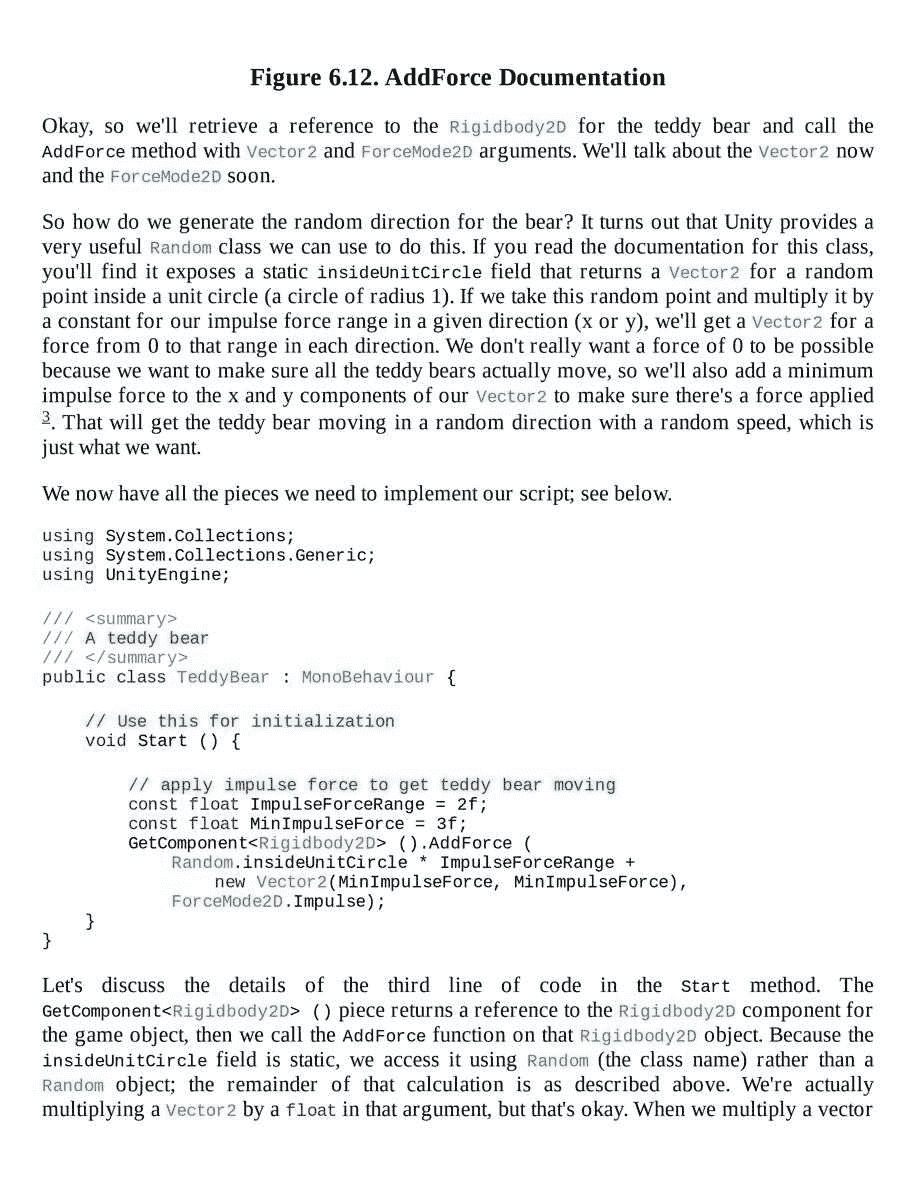 Figure 6.12. AddForce Documentation
Okay, so we'll retrieve a reference to the Rigidbody2D for the teddy bear and call the
AddForce method with Vector2 and ForceMode2D arguments. We'll talk about the Vector2 now
and the ForceMode2D soon.
So how do we generate the random direction for the bear? It turns out that Unity provides a
very useful Random class we can use to do this. If you read the documentation for this class,
you'll find it exposes a static insideUnitCircle field that returns a Vector2 for a random
point inside a unit circle (a circle of radius 1). If we take this random point and multiply it by
a constant for our impulse force range in a given direction (x or y), we'll get a Vector2 for a
force from 0 to that range in each direction. We don't really want a force of 0 to be possible
because we want to make sure all the teddy bears actually move, so we'll also add a minimum
impulse force to the x and y components of our Vector2 to make sure there's a force applied
3. That will get the teddy bear moving in a random direction with a random speed, which is
just what we want.
We now have all the pieces we need to implement our script; see below.
using System.Collections;
using System.Collections.Generic;
using UnityEngine;
/// <summary>
/// A teddy bear
/// </summary>
public class TeddyBear : MonoBehaviour {
    // Use this for initialization
    void Start () {
        // apply impulse force to get teddy bear moving
        const float ImpulseForceRange = 2f;
        const float MinImpulseForce = 3f;
        GetComponent<Rigidbody2D> ().AddForce (
            Random.insideUnitCircle * ImpulseForceRange +
                new Vector2(MinImpulseForce, MinImpulseForce),
            ForceMode2D.Impulse);
    }
}
Let's discuss the details of the third line of code in the Start method. The
GetComponent<Rigidbody2D> () piece returns a reference to the Rigidbody2D component for
the game object, then we call the AddForce function on that Rigidbody2D object. Because the
insideUnitCircle field is static, we access it using Random (the class name) rather than a
Random object; the remainder of that calculation is as described above. We're actually
multiplying a Vector2 by a float in that argument, but that's okay. When we multiply a vector